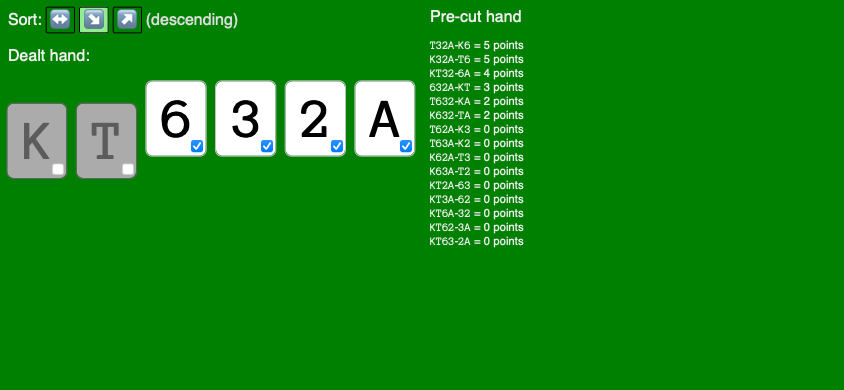 Sort: ↔️ ↘️ ↗️ (descending)
Dealt hand:
K T 6 3 2 A
Pre-cut hand
T32A-K6 = 5 points
K32A-T6 = 5 points
KT32-6A = 4 points
632A-KT = 3 points
T632-KA = 2 points
K632-TA = 2 points
T62A-K3 = 0 points
T63A-K2 = 0 points
K62A-T3 = 0 points
K63A-T2 = 0 points
KT2A-63 = 0 points
KT3A-62 = 0 points
KT6A-32 = 0 points
KT62-3A = 0 points
KT63-2A = 0 points